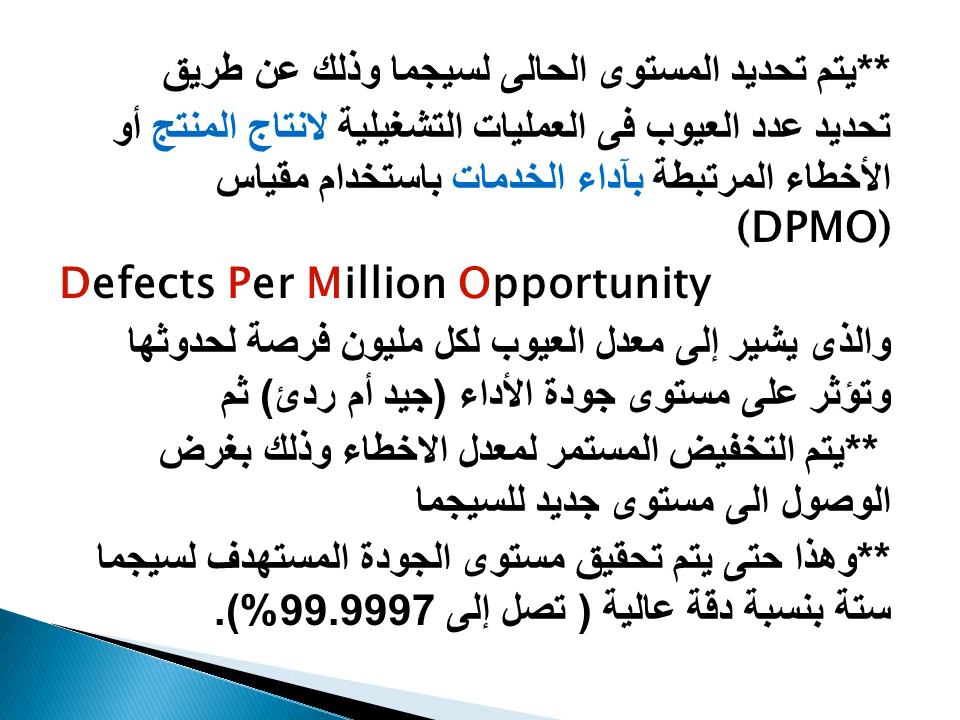 **يتم تحديد المستوى الحالى لسيجما وذلك عن طريق
تحديد عدد العيوب فى العمليات التشغيلية لانتاج المنتج أو
الأخطاء المرتبطة بآداء الخدمات باستخدام مقياس
(DPMO)
Defects Per Million Opportunity
والذى يشير إلى معدل العيوب لكل مليون فرصة لحدوثها
وتؤثر على مستوى جودة الأداء (جيد أم ردئ) ثم
**يتم التخفيض المستمر لمعدل الاخطاء وذلك بغرض
الوصول الى مستوى جديد للسيجما
**وهذا حتى يتم تحقيق مستوى الجودة المستهدف لسيجما
ستة بنسبة دقة عالية ( تصل إلى 99.9997%).